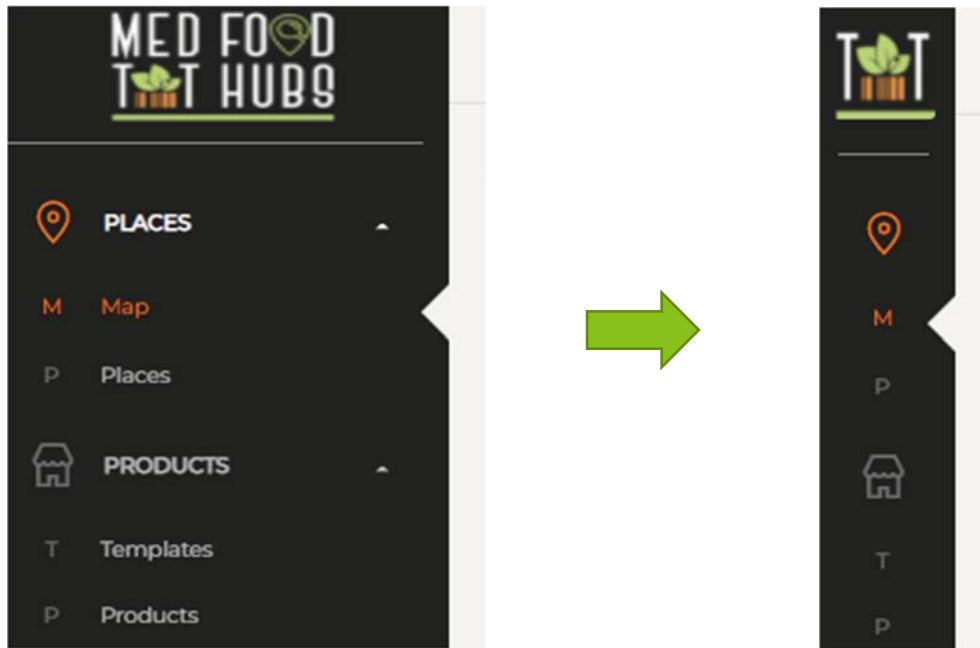 MED FOOD
T T HUBS
PLACES
M Map
P Places
PRODUCTS
T Templates
P Products
T T
M
P
T
P